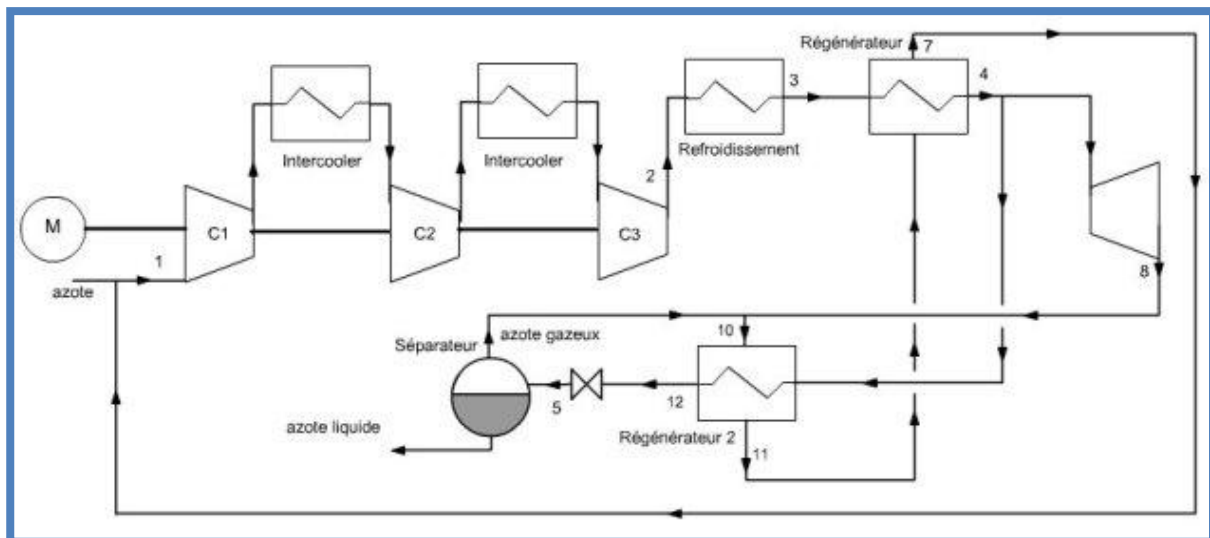 Régénérateur
7
3
4
Intercooler
Intercooler
Refroidissement
2
M
C1
C2
C3
1
azote
8
Séparateur
azote gazeux
10
5
12
azote liquide
Régénérateur 2
11